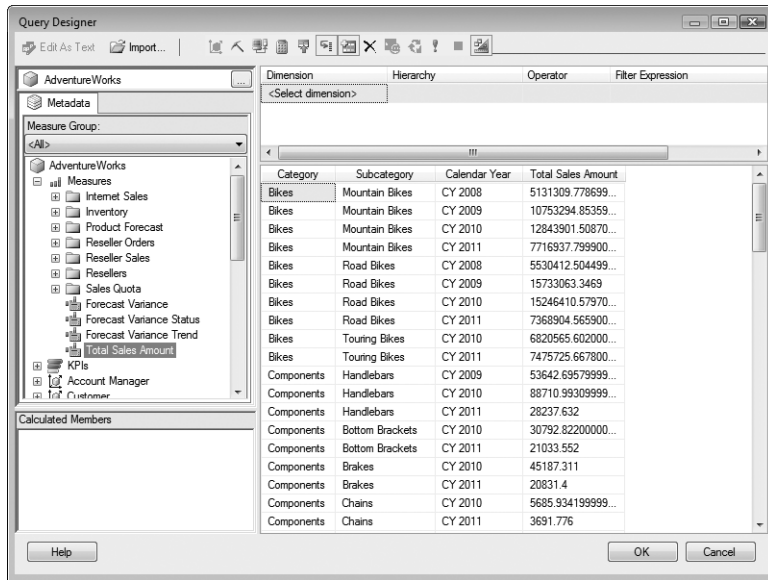 Query Designer
Edit As Text Import...
AdventureWorks ...
Metadata
Measure Group:
<All>
AdventureWorks
Measures
Internet Sales
Inventory
Product Forecast
Reseller Orders
Reseller Sales
Resellers
Sales Quota
Forecast Variance
Forecast Variance Status
Forecast Variance Trend
Total Sales Amount
KPIs
Account Manager
Customer
Calculated Members
Dimension Hierarchy Operator Filter Expression
<Select dimension>
Category Subcategory Calendar Year Total Sales Amount
Bikes Mountain Bikes CY 2008 5131309.778699...
Bikes Mountain Bikes CY 2009 10753294.85359...
Bikes Mountain Bikes CY 2010 12843901.50870...
Bikes Mountain Bikes CY 2011 7716937.799900...
Bikes Road Bikes CY 2008 5530412.504499...
Bikes Road Bikes CY 2009 15733063.3469
Bikes Road Bikes CY 2010 15246410.57970...
Bikes Road Bikes CY 2011 7368904.565900...
Bikes Touring Bikes CY 2010 6820565.602000...
Bikes Touring Bikes CY 2011 7475725.667800...
Components Handlebars CY 2009 53642.69579999...
Components Handlebars CY 2010 88710.99309999...
Components Handlebars CY 2011 28237.632
Components Bottom Brackets CY 2010 30792.82200000...
Components Bottom Brackets CY 2011 21033.552
Components Brakes CY 2010 45187.311
Components Brakes CY 2011 20831.4
Components Chains CY 2010 5685.934199999...
Components Chains CY 2011 3691.776
Help OK Cancel